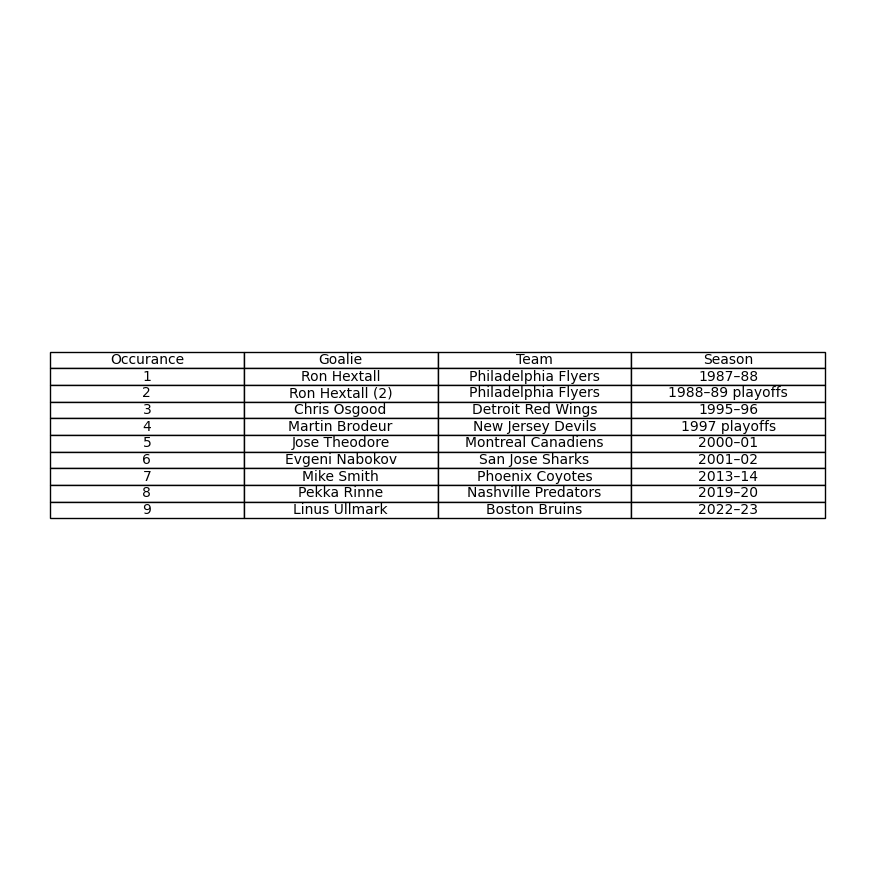 Occurance Goalie Team Season
1 Ron Hextall Philadelphia Flyers 1987–88
2 Ron Hextall (2) Philadelphia Flyers 1988–89 playoffs
3 Chris Osgood Detroit Red Wings 1995–96
4 Martin Brodeur New Jersey Devils 1997 playoffs
5 Jose Theodore Montreal Canadiens 2000–01
6 Evgeni Nabokov San Jose Sharks 2001–02
7 Mike Smith Phoenix Coyotes 2013–14
8 Pekka Rinne Nashville Predators 2019–20
9 Linus Ullmark Boston Bruins 2022–23